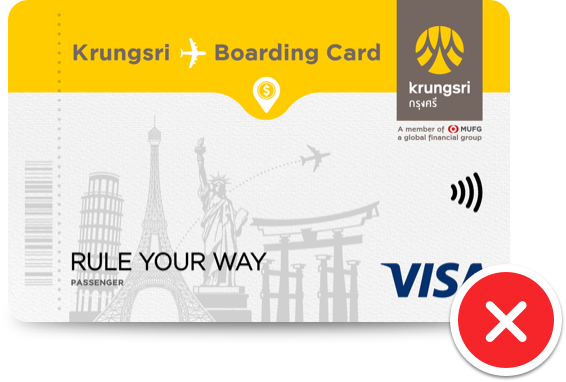 Krungsri Boarding Card
$
krungsri
กรุงศรี
A member of MUFG
a global financial group
RULE YOUR WAY
PASSENGER
VISA